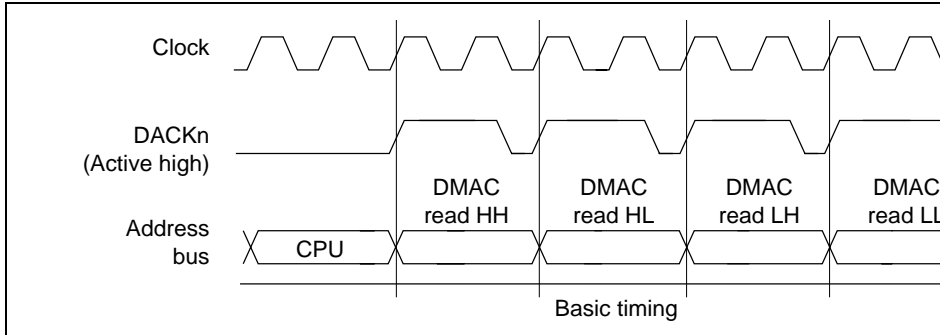 Clock
DACKn
(Active high)
DMAC
read HH
DMAC
read HL
DMAC
read LH
DMAC
read LL
Address
bus
CPU
Basic timing